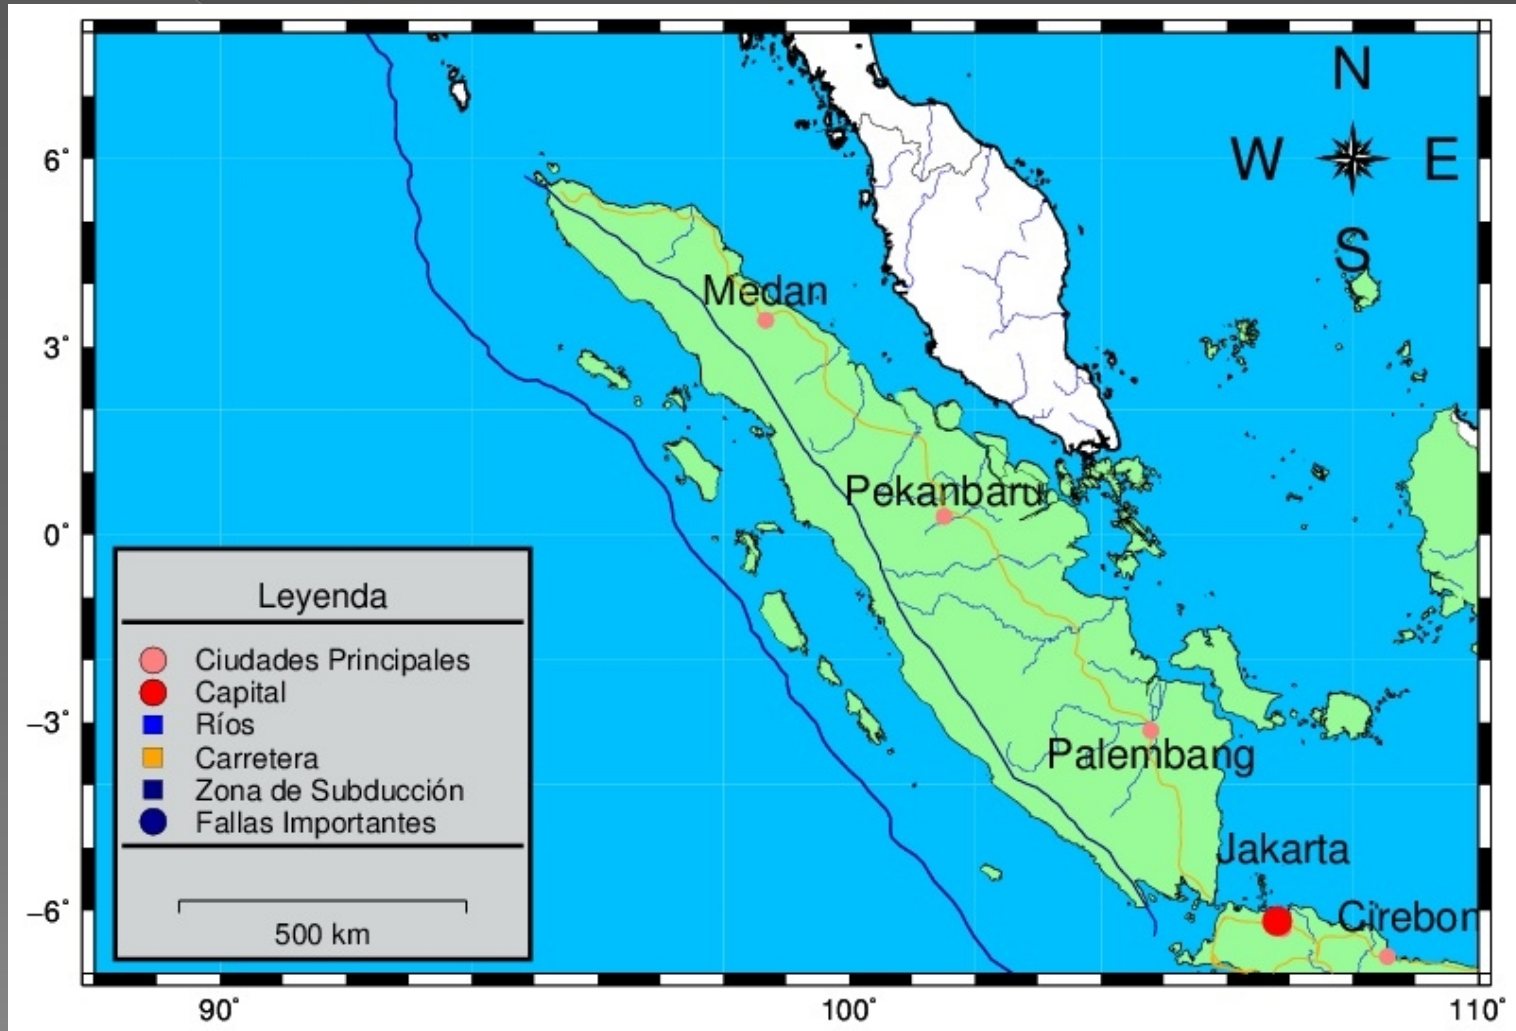 N
W E
S
6°
3°
0°
−3°
−6°
90°
100°
110°
Medan
Pekanbaru
Palembang
Jakarta
Cirebon
Leyenda
Ciudades Principales
Capital
Ríos
Carretera
Zona de Subducción
Fallas Importantes
500 km